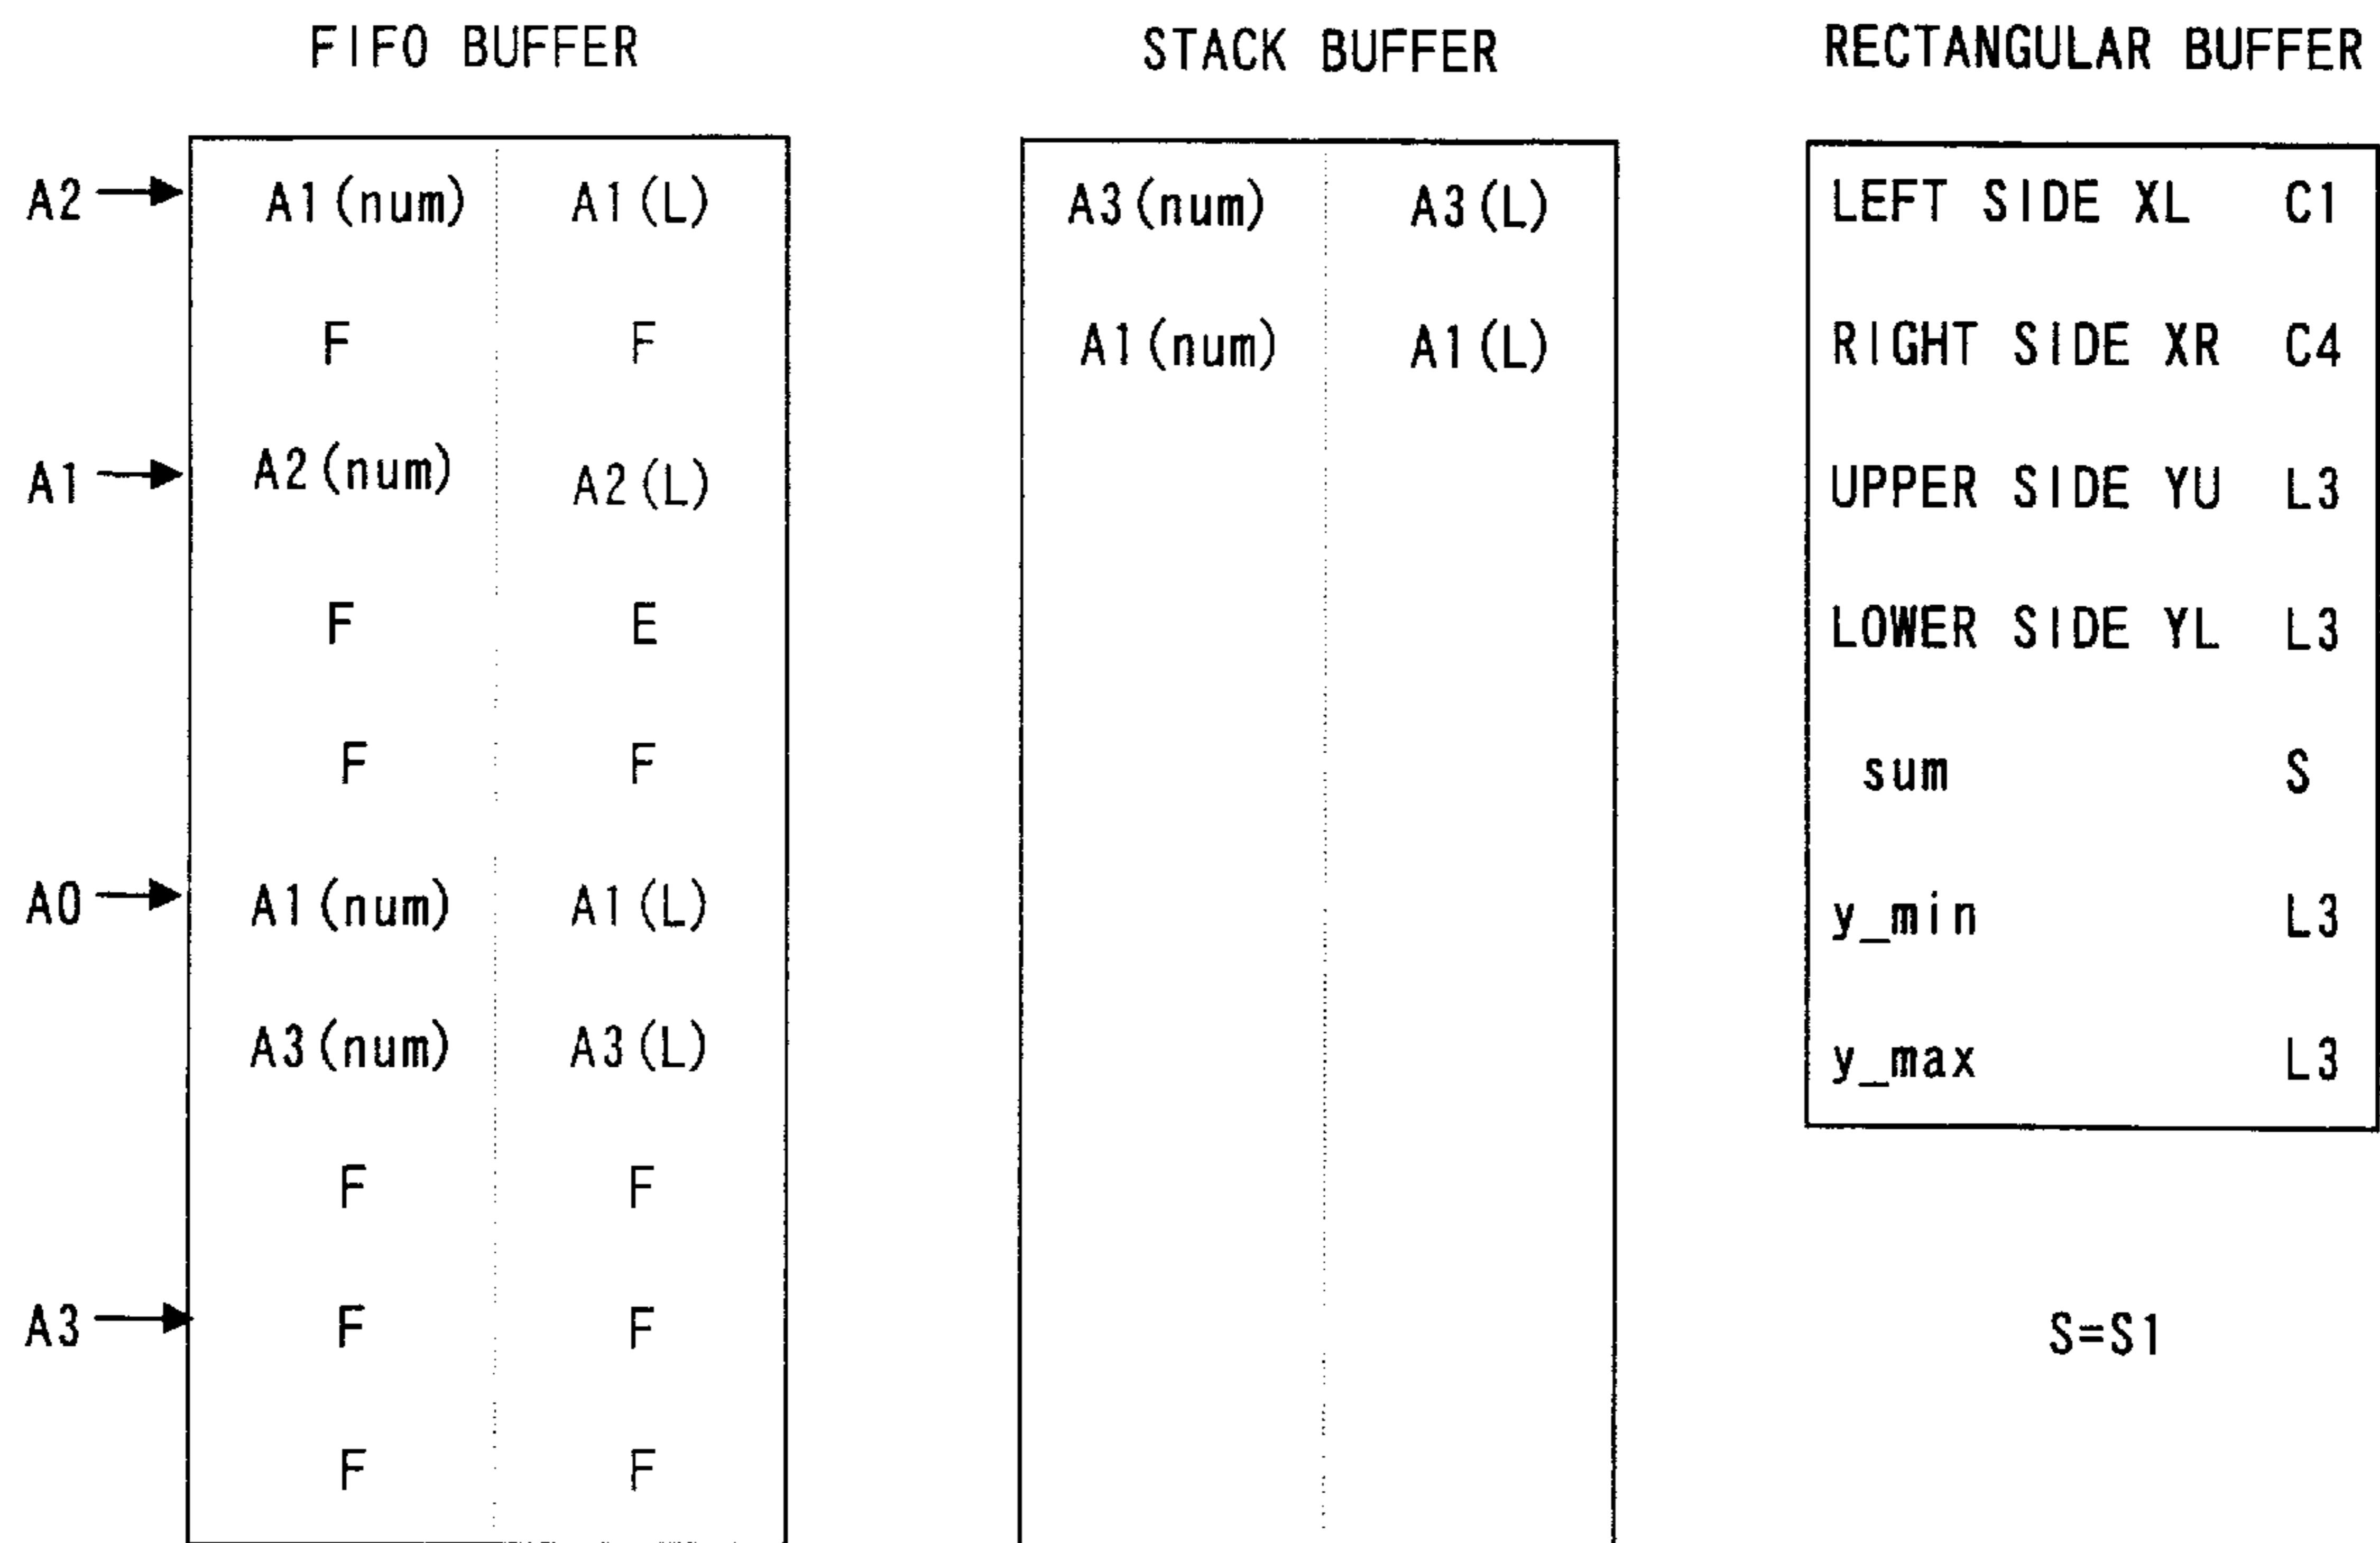 FIFO BUFFER
A2 A1(num) A1(L)
F F
A1 A2(num) A2(L)
F E
F F
A0 A1(num) A1(L)
A3(num) A3(L)
F F
A3 F F
F F
STACK BUFFER
A3(num) A3(L)
A1(num) A1(L)
RECTANGULAR BUFFER
LEFT SIDE XL C1
RIGHT SIDE XR C4
UPPER SIDE YU L3
LOWER SIDE YL L3
sum S
y_min L3
y_max L3
S=S1